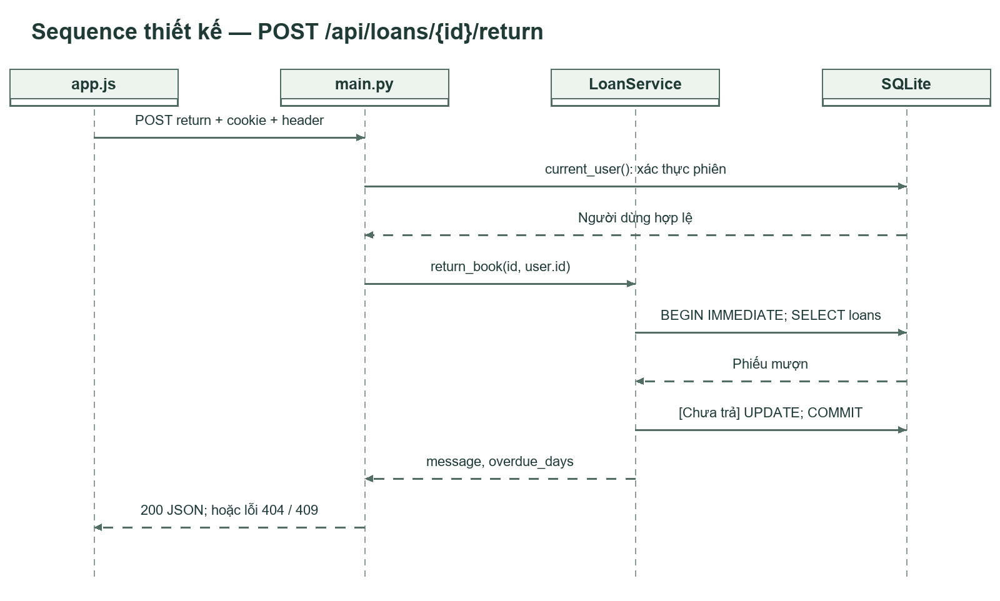 Sequence thiết kế — POST /api/loans/{id}/return
app.js
main.py
LoanService
SQLite
POST return + cookie + header
current_user(): xác thực phiên
Người dừng hợp lệ
return_book(id, user.id)
BEGIN IMMEDIATE; SELECT loans
Phiếu mượn
[Chưa trả] UPDATE; COMMIT
message, overdue_days
200 JSON; hoặc lỗi 404 / 409